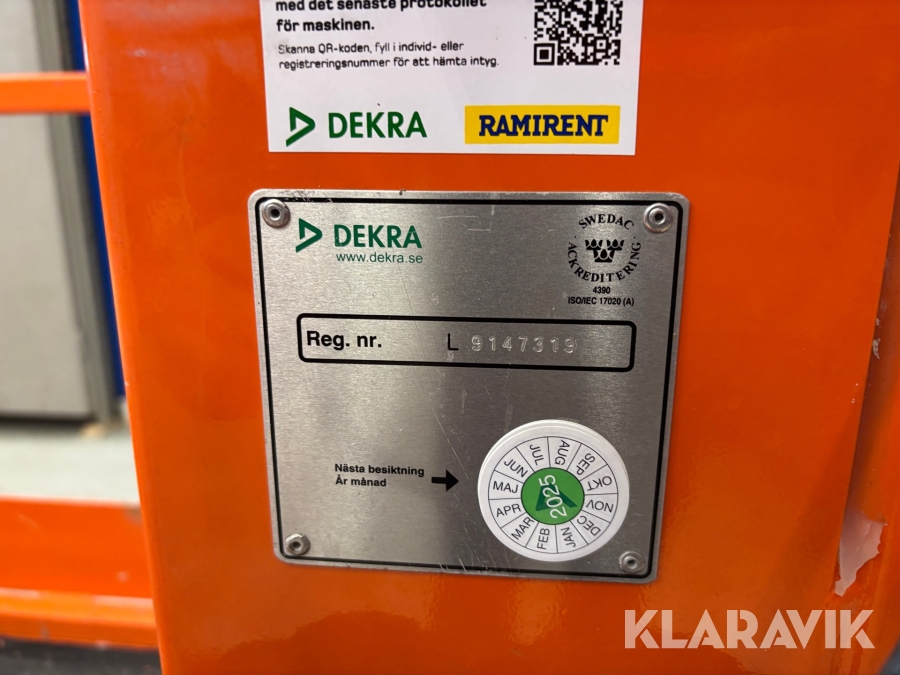 med det senaste protokollet
för maskinen.
Skanna QR-koden, fyll i individ- eller
registreringsnummer för att hämta intyg.
DEKRA
RAMIRENT
DEKRA
www.dekra.se
SWEDAC
ACKREDITERING
4390
ISO/IEC 17020 (A)
Reg. nr.
L 9147319
Nästa besiktning
År månad
JAN
FEB
MAR
APR
MAJ
JUN
JUL
AUG
SEP
OKT
NOV
DEC
2025
KLARAVIK